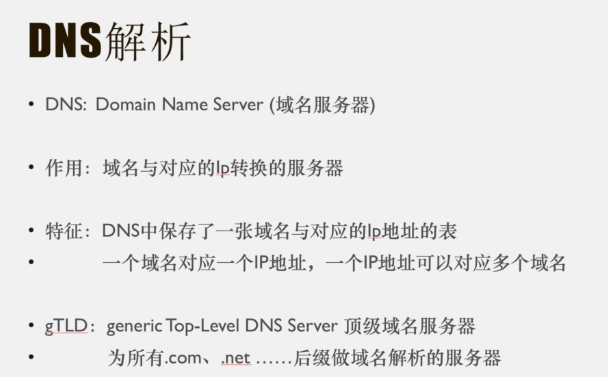 DNS解析
• DNS: Domain Name Server (域名服务器)
• 作用：域名与对应的Ip转换的服务器
• 特征：DNS中保存了一张域名与对应的Ip地址的表
• 一个域名对应一个IP地址，一个IP地址可以对应多个域名
• gTLD：generic Top-Level DNS Server 顶级域名服务器
• 为所有.com、.net ……后缀做域名解析的服务器